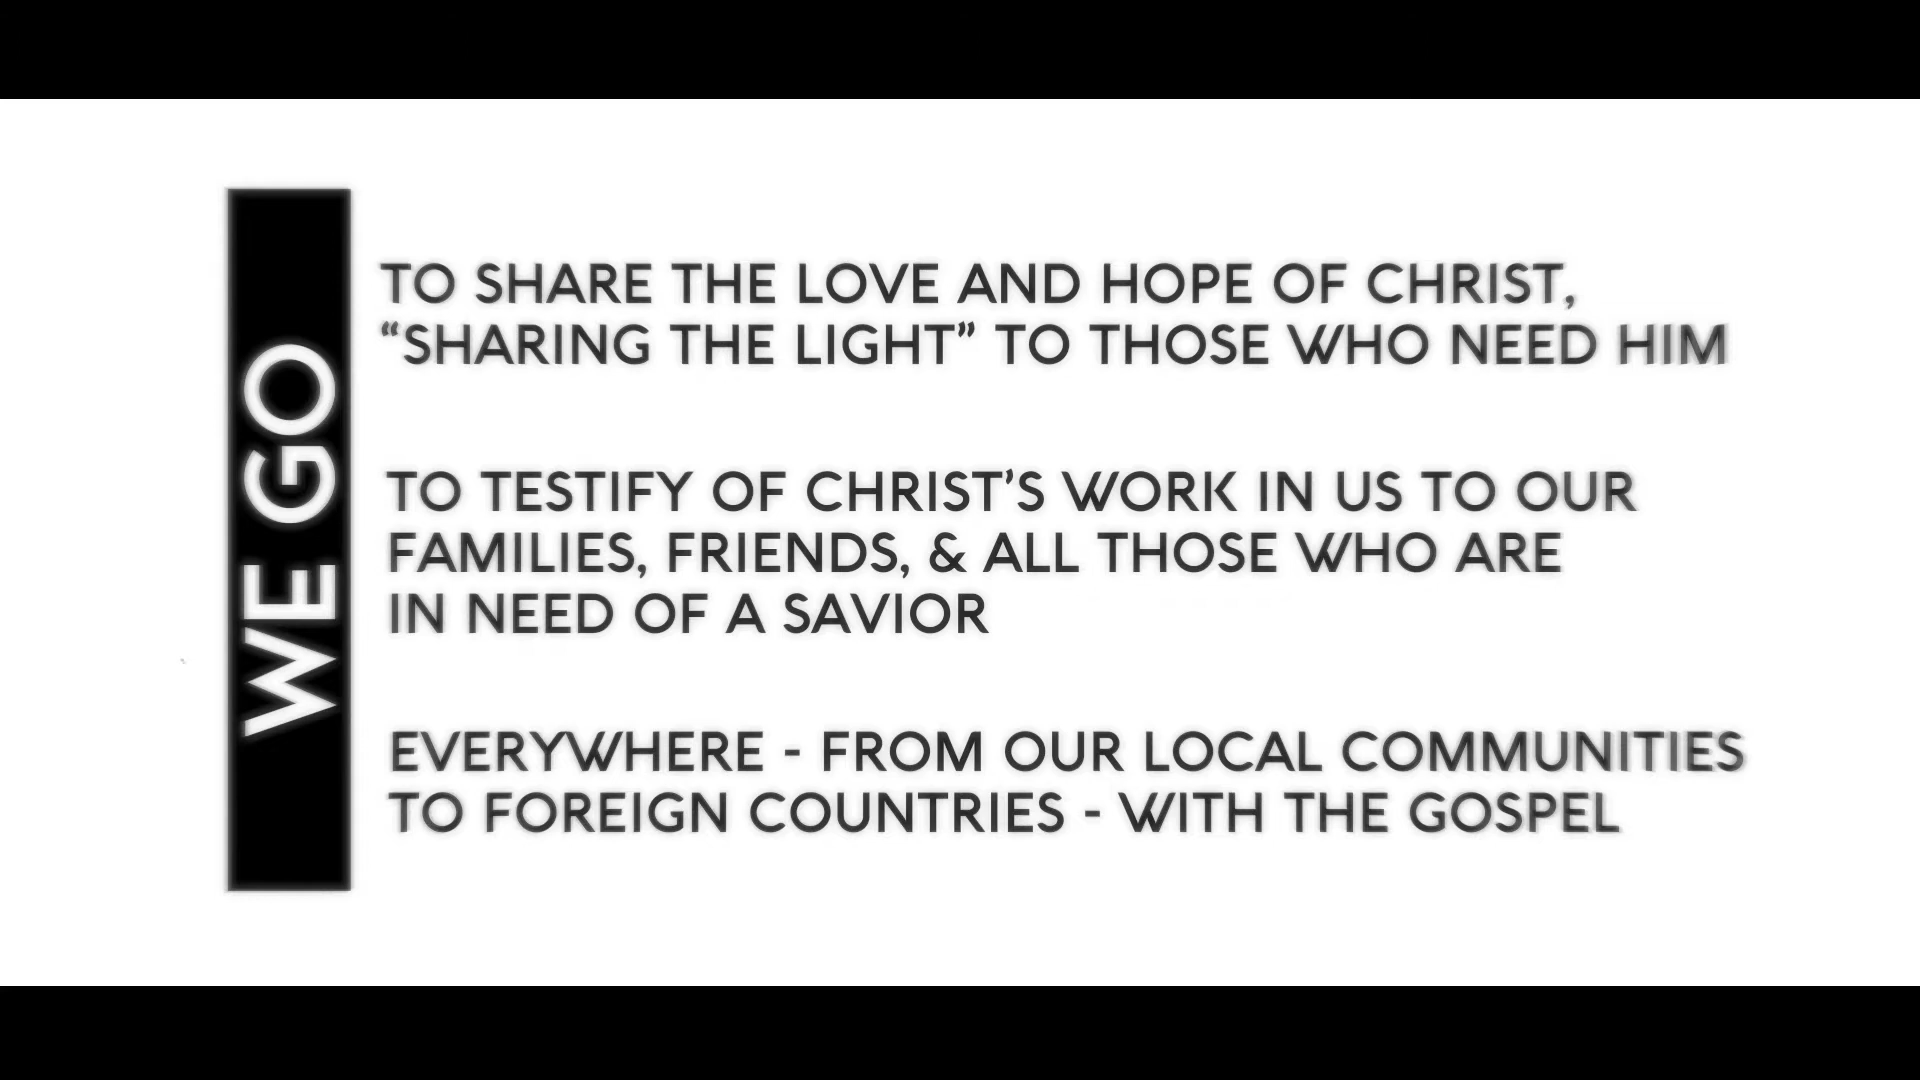 WE GO
TO SHARE THE LOVE AND HOPE OF CHRIST,
“SHARING THE LIGHT” TO THOSE WHO NEED HIM
TO TESTIFY OF CHRIST’S WORK IN US TO OUR
FAMILIES, FRIENDS, & ALL THOSE WHO ARE
IN NEED OF A SAVIOR
EVERYWHERE - FROM OUR LOCAL COMMUNITIES
TO FOREIGN COUNTRIES - WITH THE GOSPEL